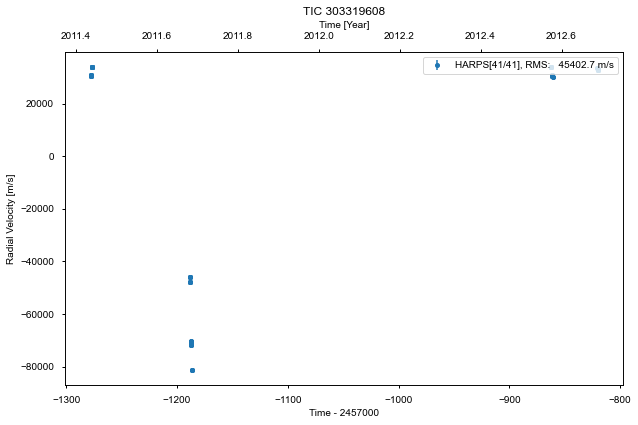 TIC 303319608
Time [Year]
2011.4 2011.6 2011.8 2012.0 2012.2 2012.4 2012.6
HARPS[41/41], RMS: 45402.7 m/s
Radial Velocity [m/s]
20000
0
−20000
−40000
−60000
−80000
−1300 −1200 −1100 −1000 −900 −800
Time - 2457000